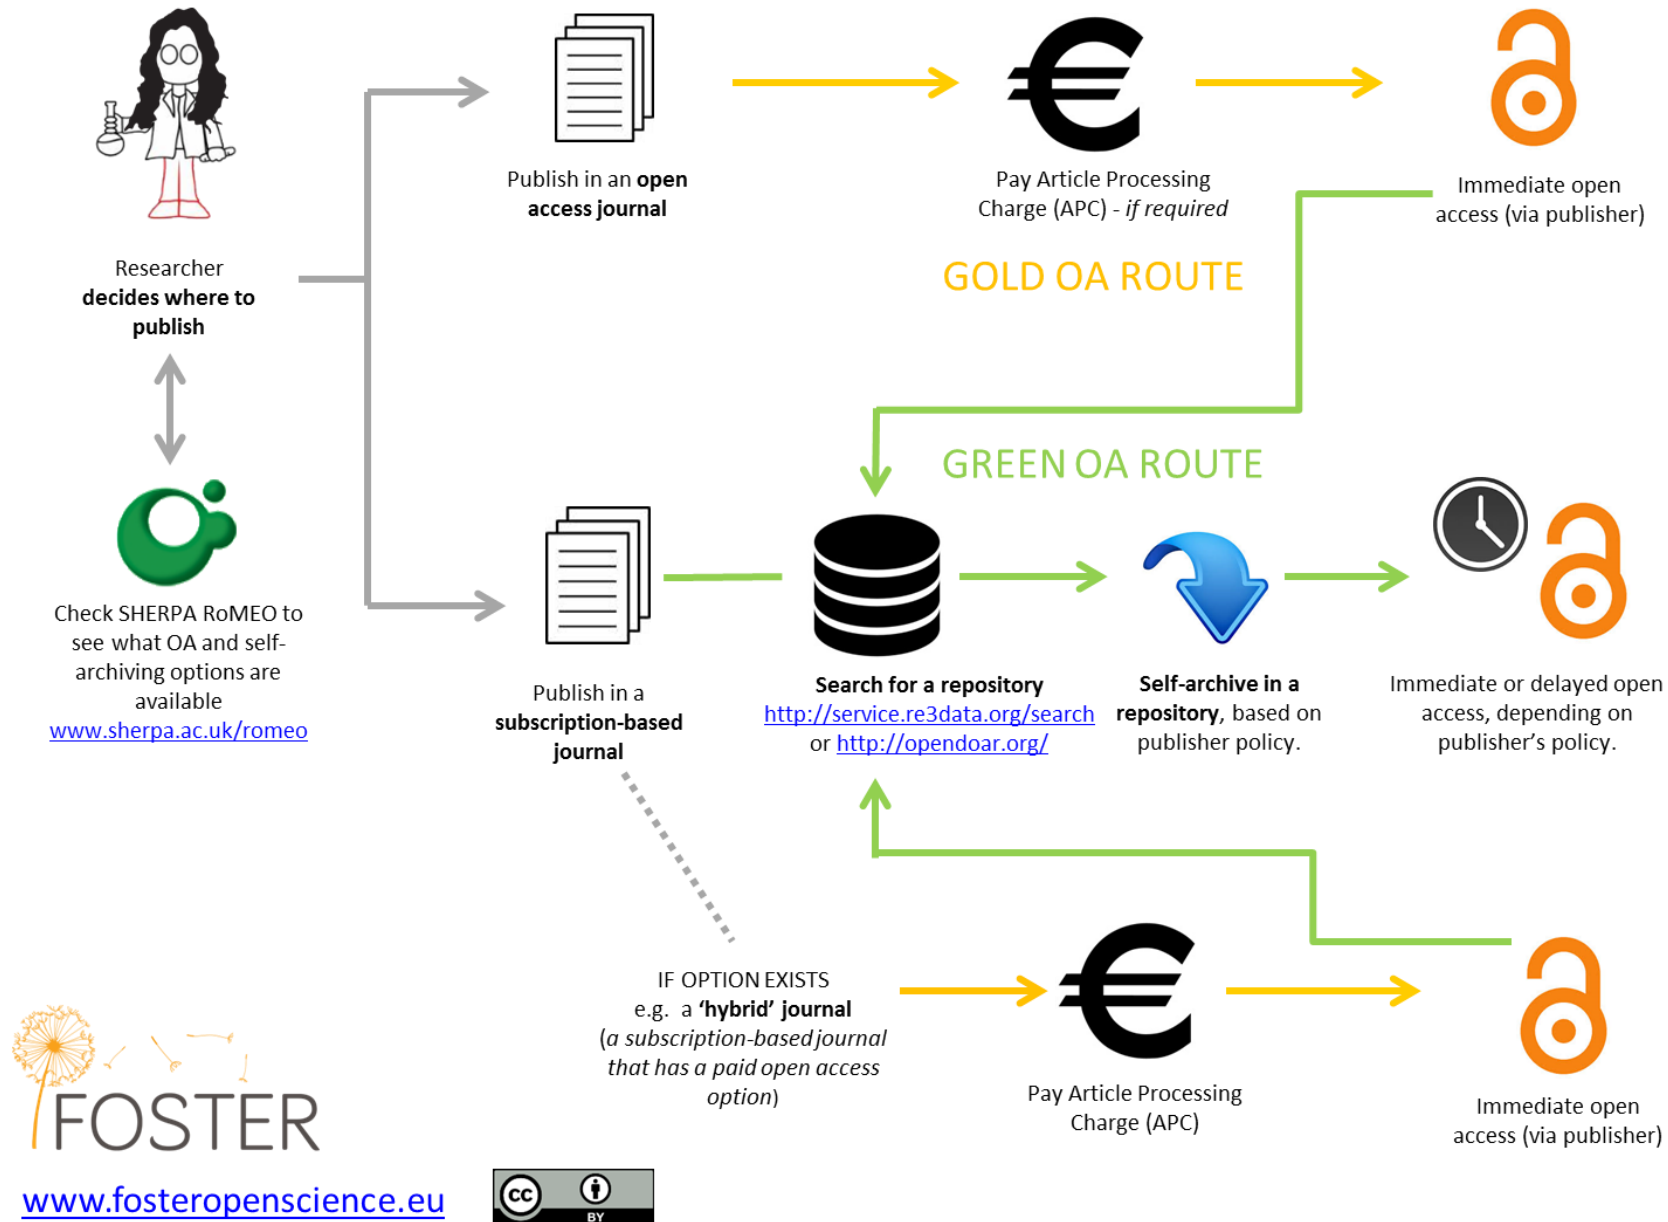 Publish in an open
access journal
Pay Article Processing
Charge (APC) - if required
Immediate open
access (via publisher)
Researcher
decides where to
publish
GOLD OA ROUTE
GREEN OA ROUTE
Check SHERPA RoMEO to
see what OA and self-
archiving options are
available
www.sherpa.ac.uk/romeo
Publish in a
subscription-based
journal
Search for a repository
http://service.re3data.org/search
or http://opendoar.org/
Self-archive in a
repository, based on
publisher policy.
Immediate or delayed open
access, depending on
publisher’s policy.
IF OPTION EXISTS
e.g. a ‘hybrid’ journal
(a subscription-based journal
that has a paid open access
option)
Pay Article Processing
Charge (APC)
Immediate open
access (via publisher)
FOSTER
www.fosteropenscience.eu
cc
BY